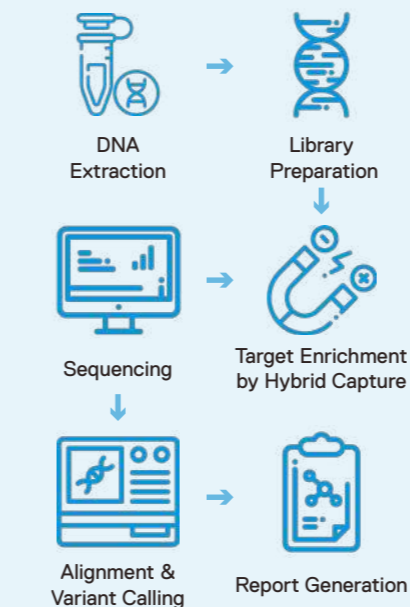 DNA
Extraction
Library
Preparation
Sequencing
Target Enrichment
by Hybrid Capture
Alignment &
Variant Calling
Report Generation